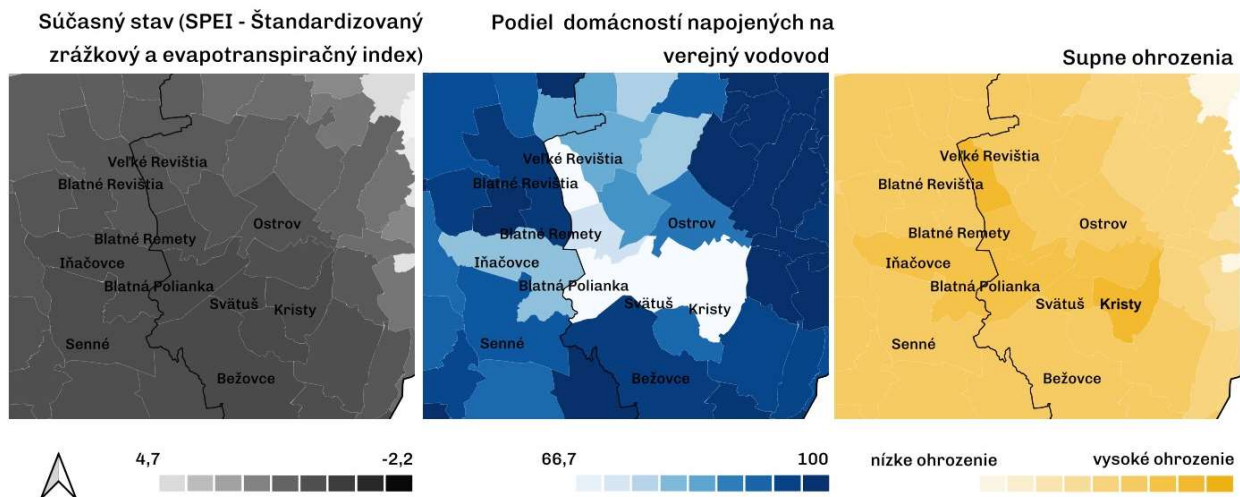 Súčasný stav (SPEI - Štandardizovaný
zrážkový a evapotranspiračný index)
Podiel domácností napojených na
verejný vodovod
Supne ohrozenia
Veľké Revištia
Blatné Revištia
Ostrov
Blatné Remety
Iňačovce
Blatná Polianka
Svätuš
Kristy
Senné
Bežovce
Veľké Revištia
Blatné Revištia
Ostrov
Blatné Remety
Iňačovce
Blatná Polianka
Svätuš
Kristy
Senné
Bežovce
Veľké Revištia
Blatné Revištia
Ostrov
Blatné Remety
Iňačovce
Blatná Polianka
Svätuš
Kristy
Senné
Bežovce
4,7 -2,2
66,7 100
nízke ohrozenie vysoké ohrozenie